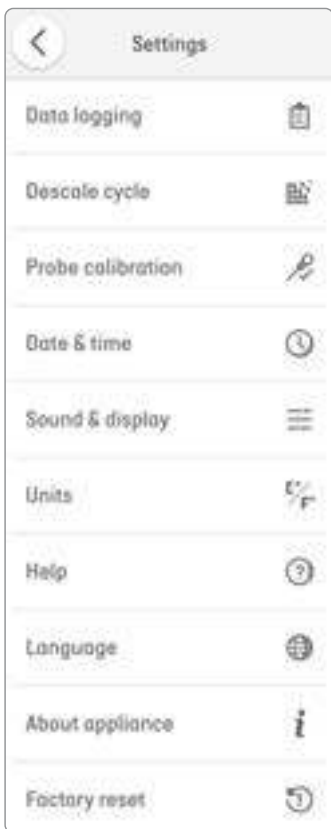 Settings
Data logging
Descale cycle
Probe calibration
Date & time
Sound & display
Units
C°/F°
Help
?
Language
About appliance
i
Factory reset